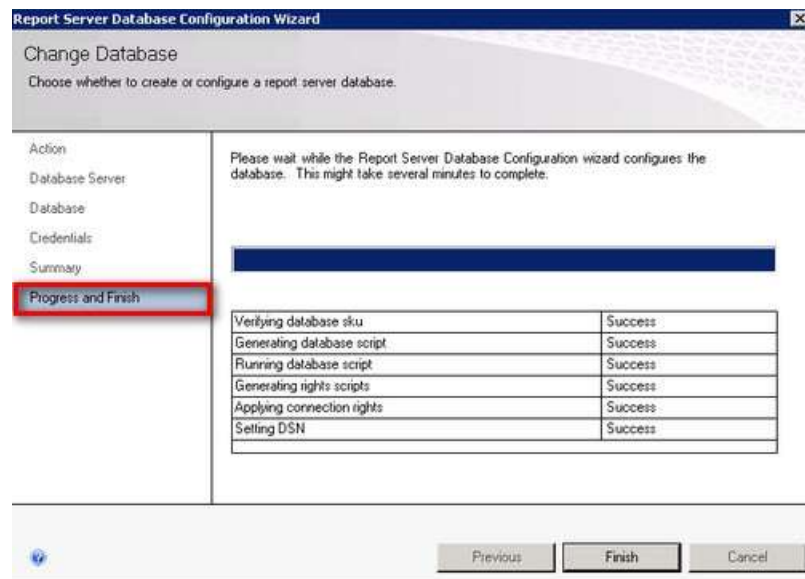 Report Server Database Configuration Wizard
Change Database
Choose whether to create or configure a report server database.
Action
Database Server
Database
Credentials
Summary
Progress and Finish
Please wait while the Report Server Database Configuration wizard configures the
database. This might take several minutes to complete.
Verifying database sku Success
Generating database script Success
Running database script Success
Generating rights scripts Success
Applying connection rights Success
Setting DSN Success
Previous Finish Cancel